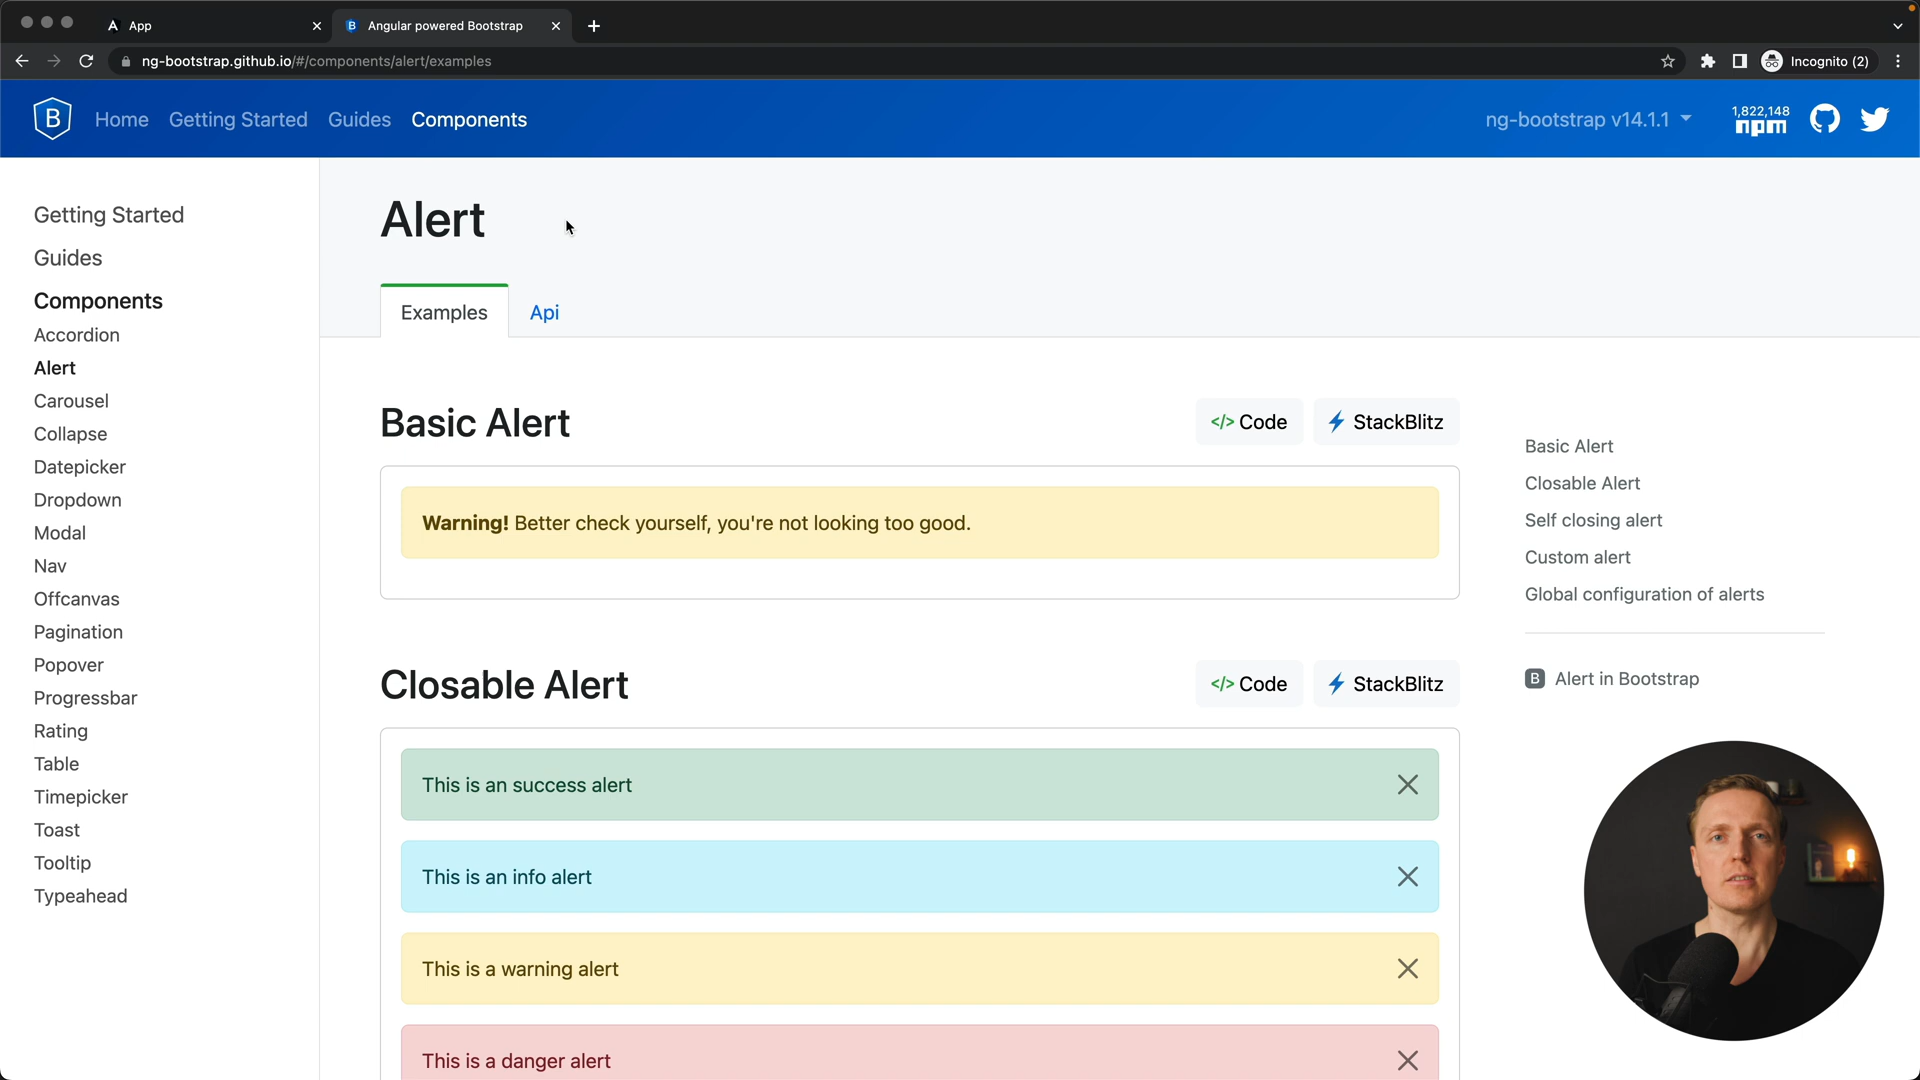 App
Angular powered Bootstrap
ng-bootstrap.github.io/#/components/alert/examples
Incognito (2)
B
Home
Getting Started
Guides
Components
ng-bootstrap v14.1.1
1,822,148
npm
Getting Started
Guides
Components
Accordion
Alert
Carousel
Collapse
Datepicker
Dropdown
Modal
Nav
Offcanvas
Pagination
Popover
Progressbar
Rating
Table
Timepicker
Toast
Tooltip
Typeahead
Alert
Examples
Api
Basic Alert
</> Code
StackBlitz
Warning! Better check yourself, you're not looking too good.
Closable Alert
</> Code
StackBlitz
This is an success alert
This is an info alert
This is a warning alert
This is a danger alert
Basic Alert
Closable Alert
Self closing alert
Custom alert
Global configuration of alerts
B Alert in Bootstrap